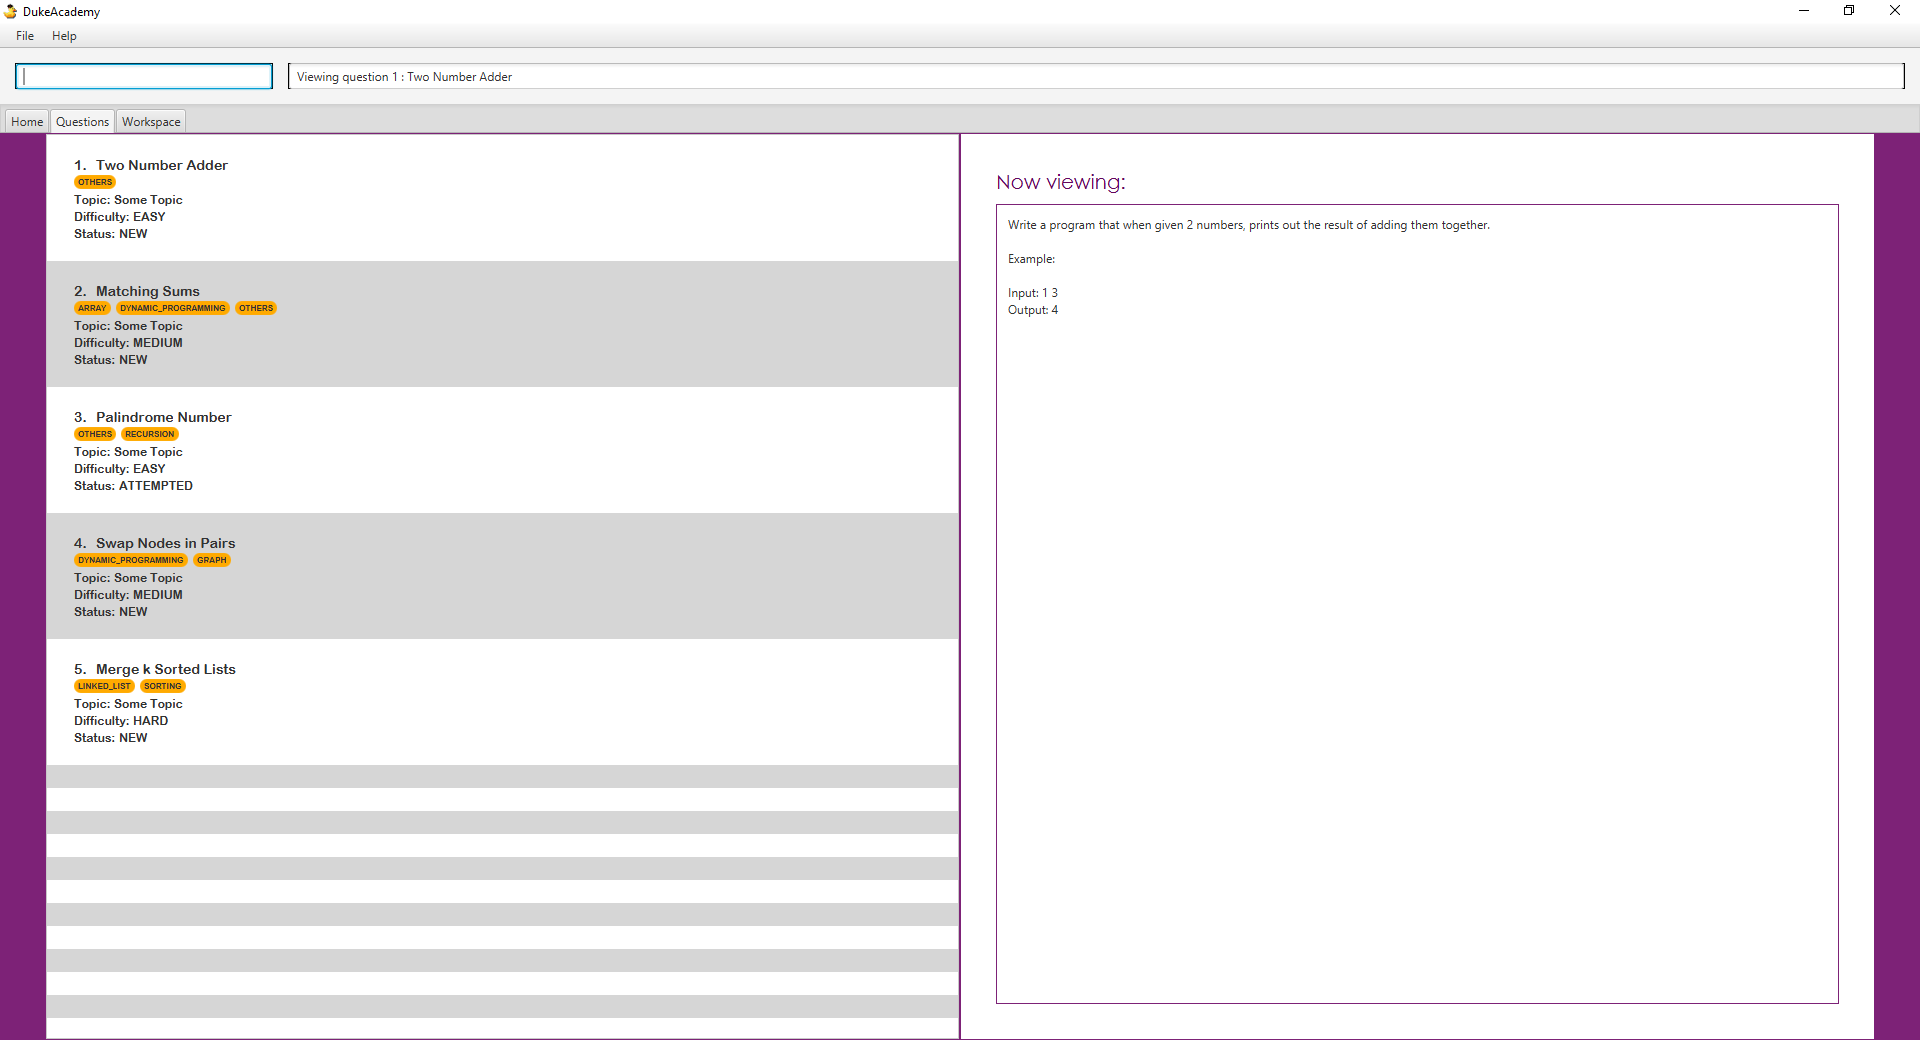 DukeAcademy
File Help
Viewing question 1 : Two Number Adder
Home Questions Workspace
1. Two Number Adder
OTHERS
Topic: Some Topic
Difficulty: EASY
Status: NEW
2. Matching Sums
ARRAY DYNAMIC_PROGRAMMING OTHERS
Topic: Some Topic
Difficulty: MEDIUM
Status: NEW
3. Palindrome Number
OTHERS RECURSION
Topic: Some Topic
Difficulty: EASY
Status: ATTEMPTED
4. Swap Nodes in Pairs
DYNAMIC_PROGRAMMING GRAPH
Topic: Some Topic
Difficulty: MEDIUM
Status: NEW
5. Merge k Sorted Lists
LINKED_LIST SORTING
Topic: Some Topic
Difficulty: HARD
Status: NEW
Now viewing:
Write a program that when given 2 numbers, prints out the result of adding them together.
Example:
Input: 1 3
Output: 4